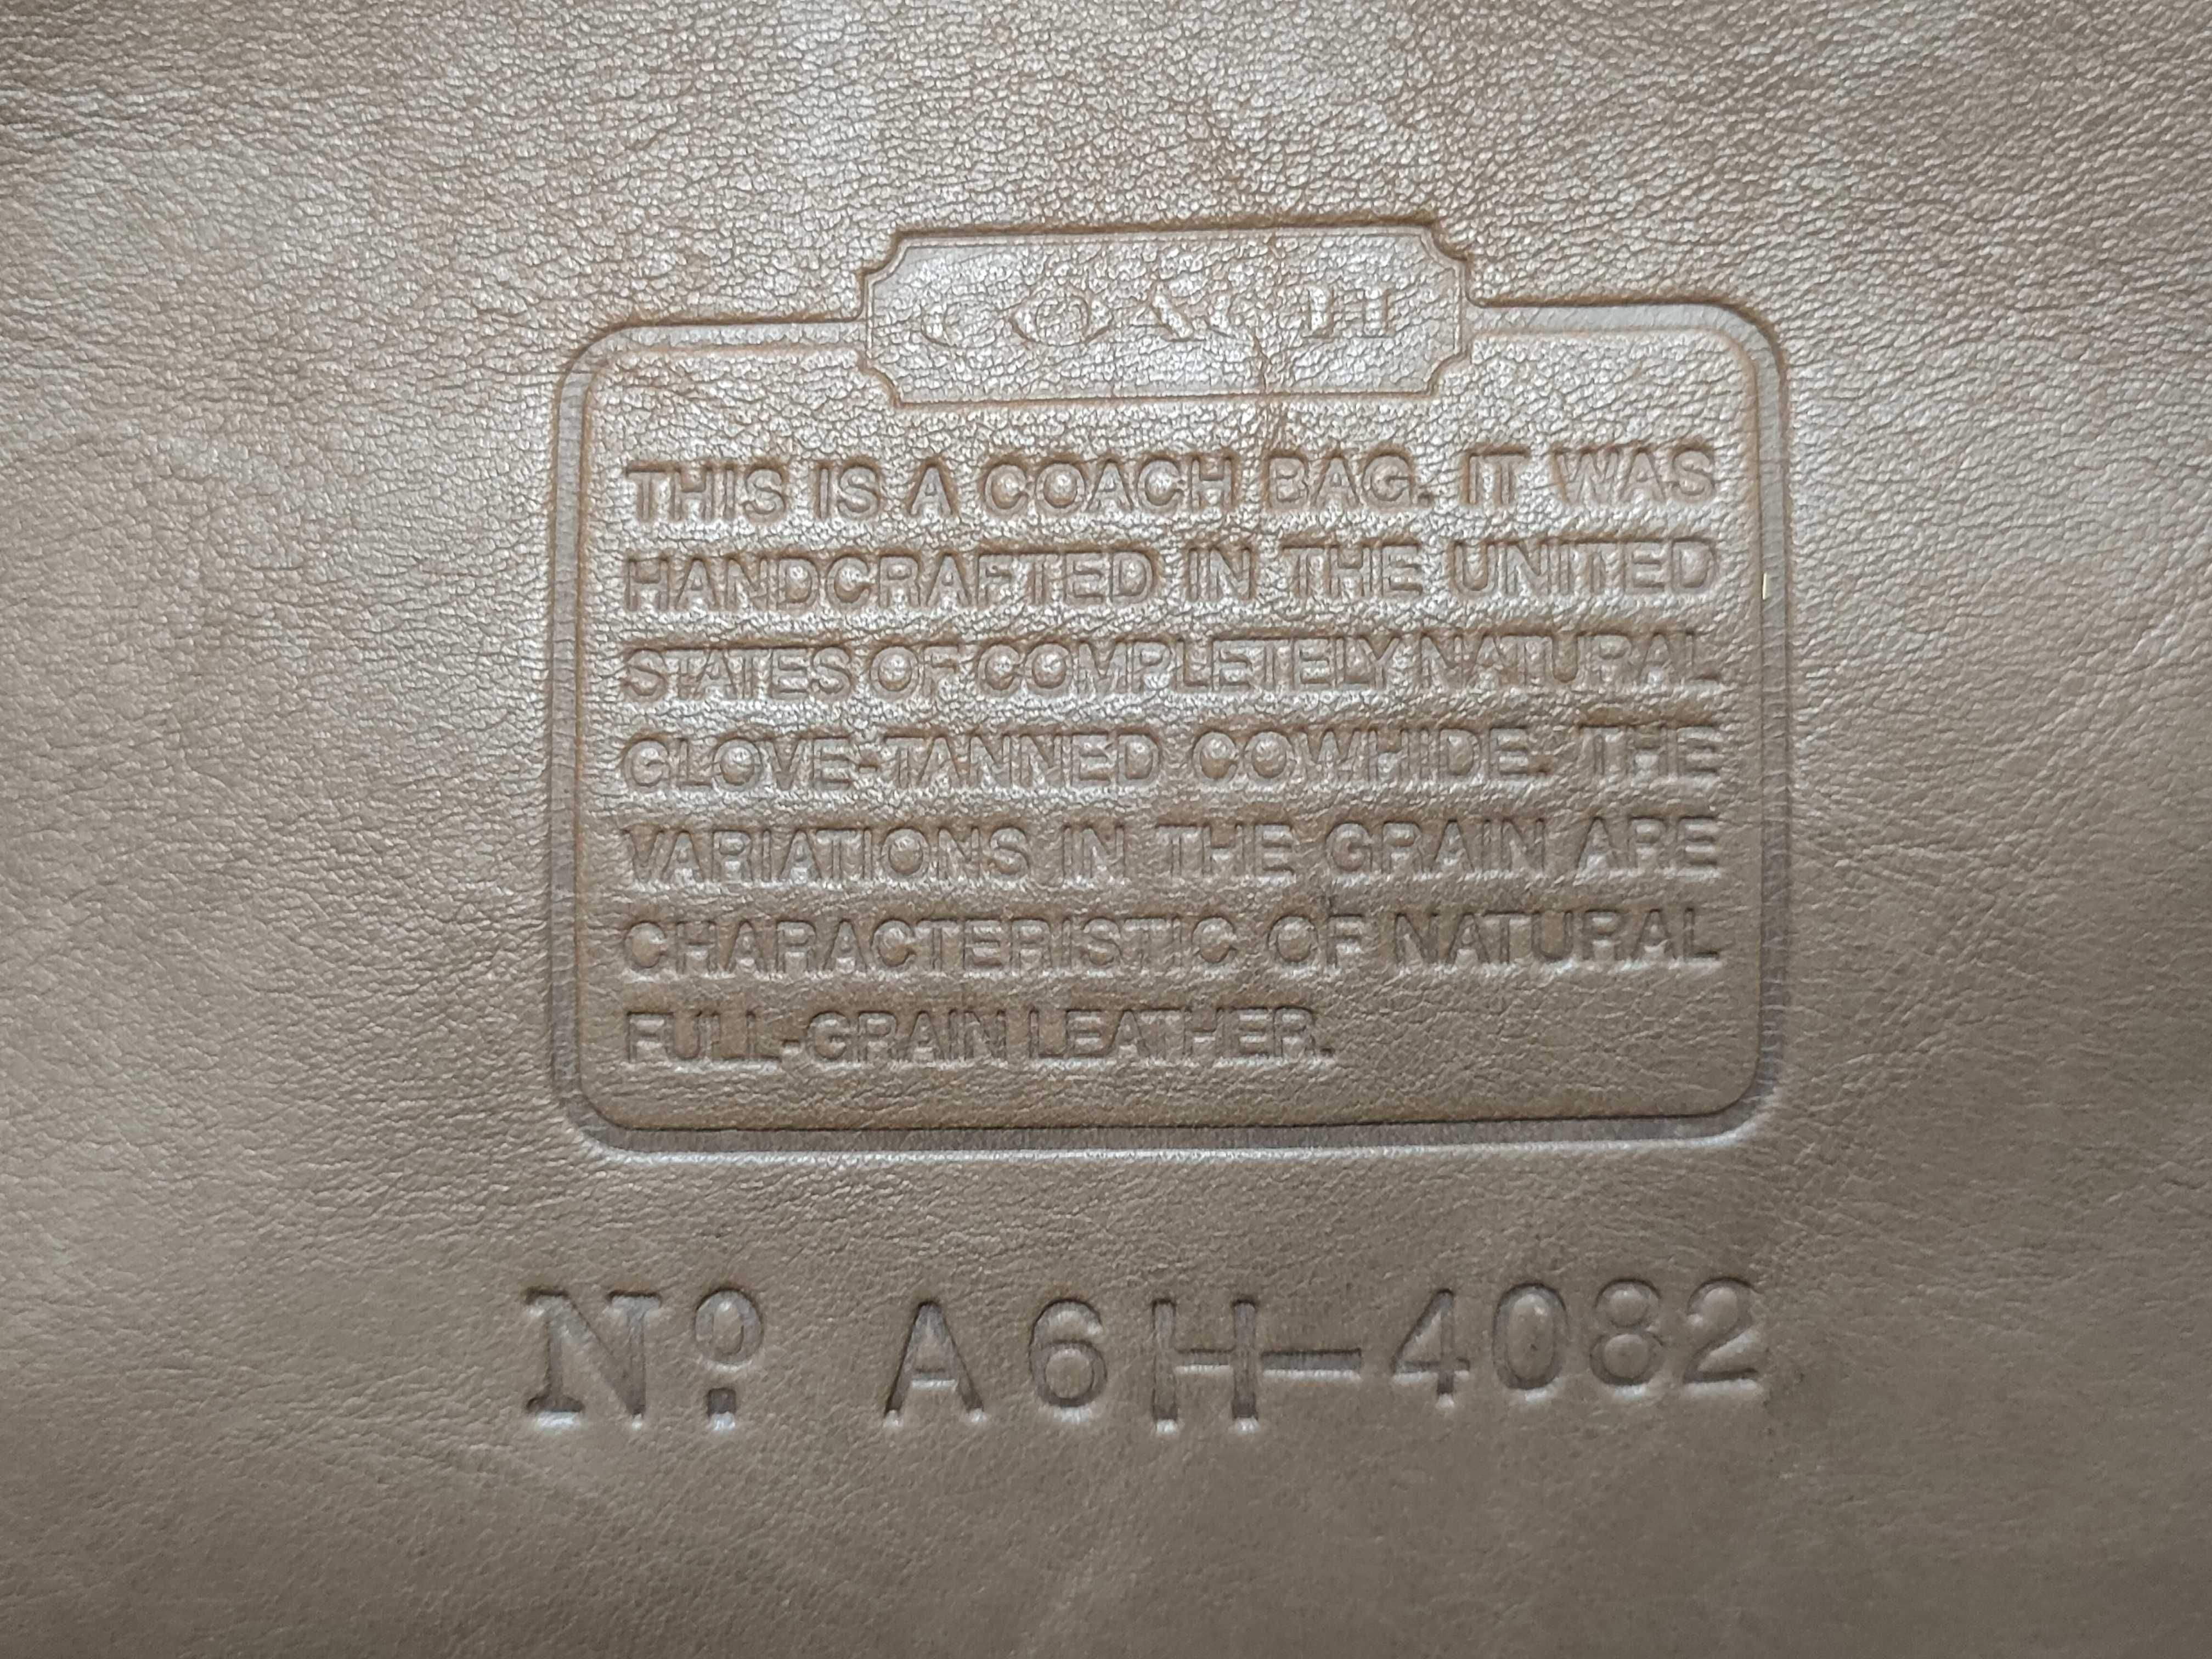 COACH
THIS IS A COACH BAG. IT WAS
HANDCRAFTED IN THE UNITED
STATES OF COMPLETELY NATURAL
GLOVE-TANNED COWHIDE. THE
VARIATIONS IN THE GRAIN ARE
CHARACTERISTIC OF NATURAL
FULL-GRAIN LEATHER.
Nº A6H-4082